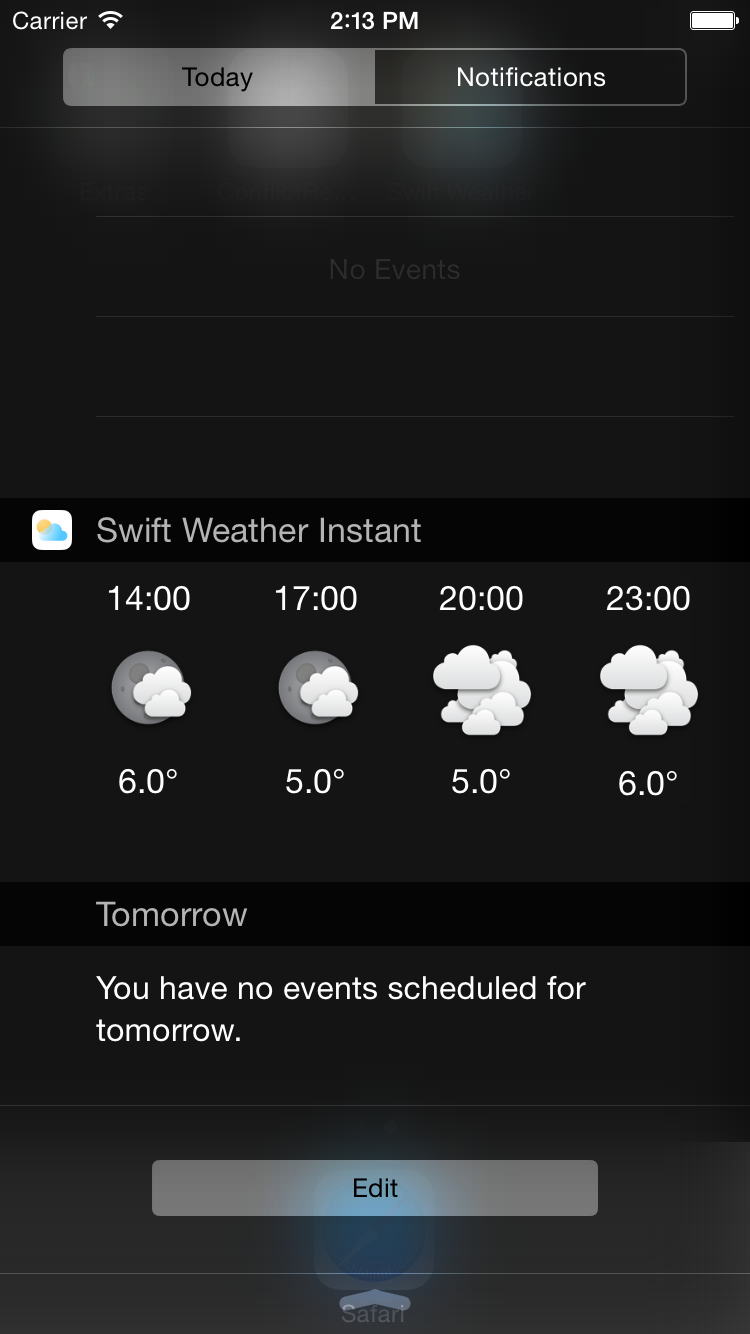 Carrier 2:13 PM
Today Notifications
Extras Swift Weather
No Events
Swift Weather Instant
14:00 17:00 20:00 23:00
6.0° 5.0° 5.0° 6.0°
Tomorrow
You have no events scheduled for
tomorrow.
Edit
Safari